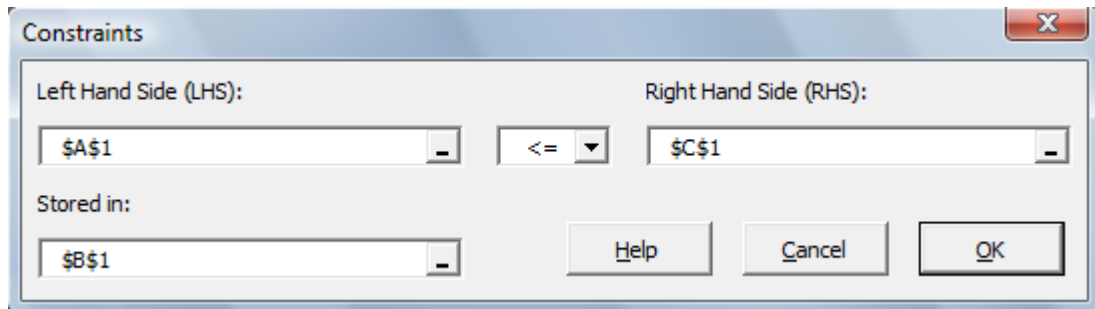 Constraints
Left Hand Side (LHS): Right Hand Side (RHS):
$A$1 <= $C$1
Stored in:
$B$1 Help Cancel OK